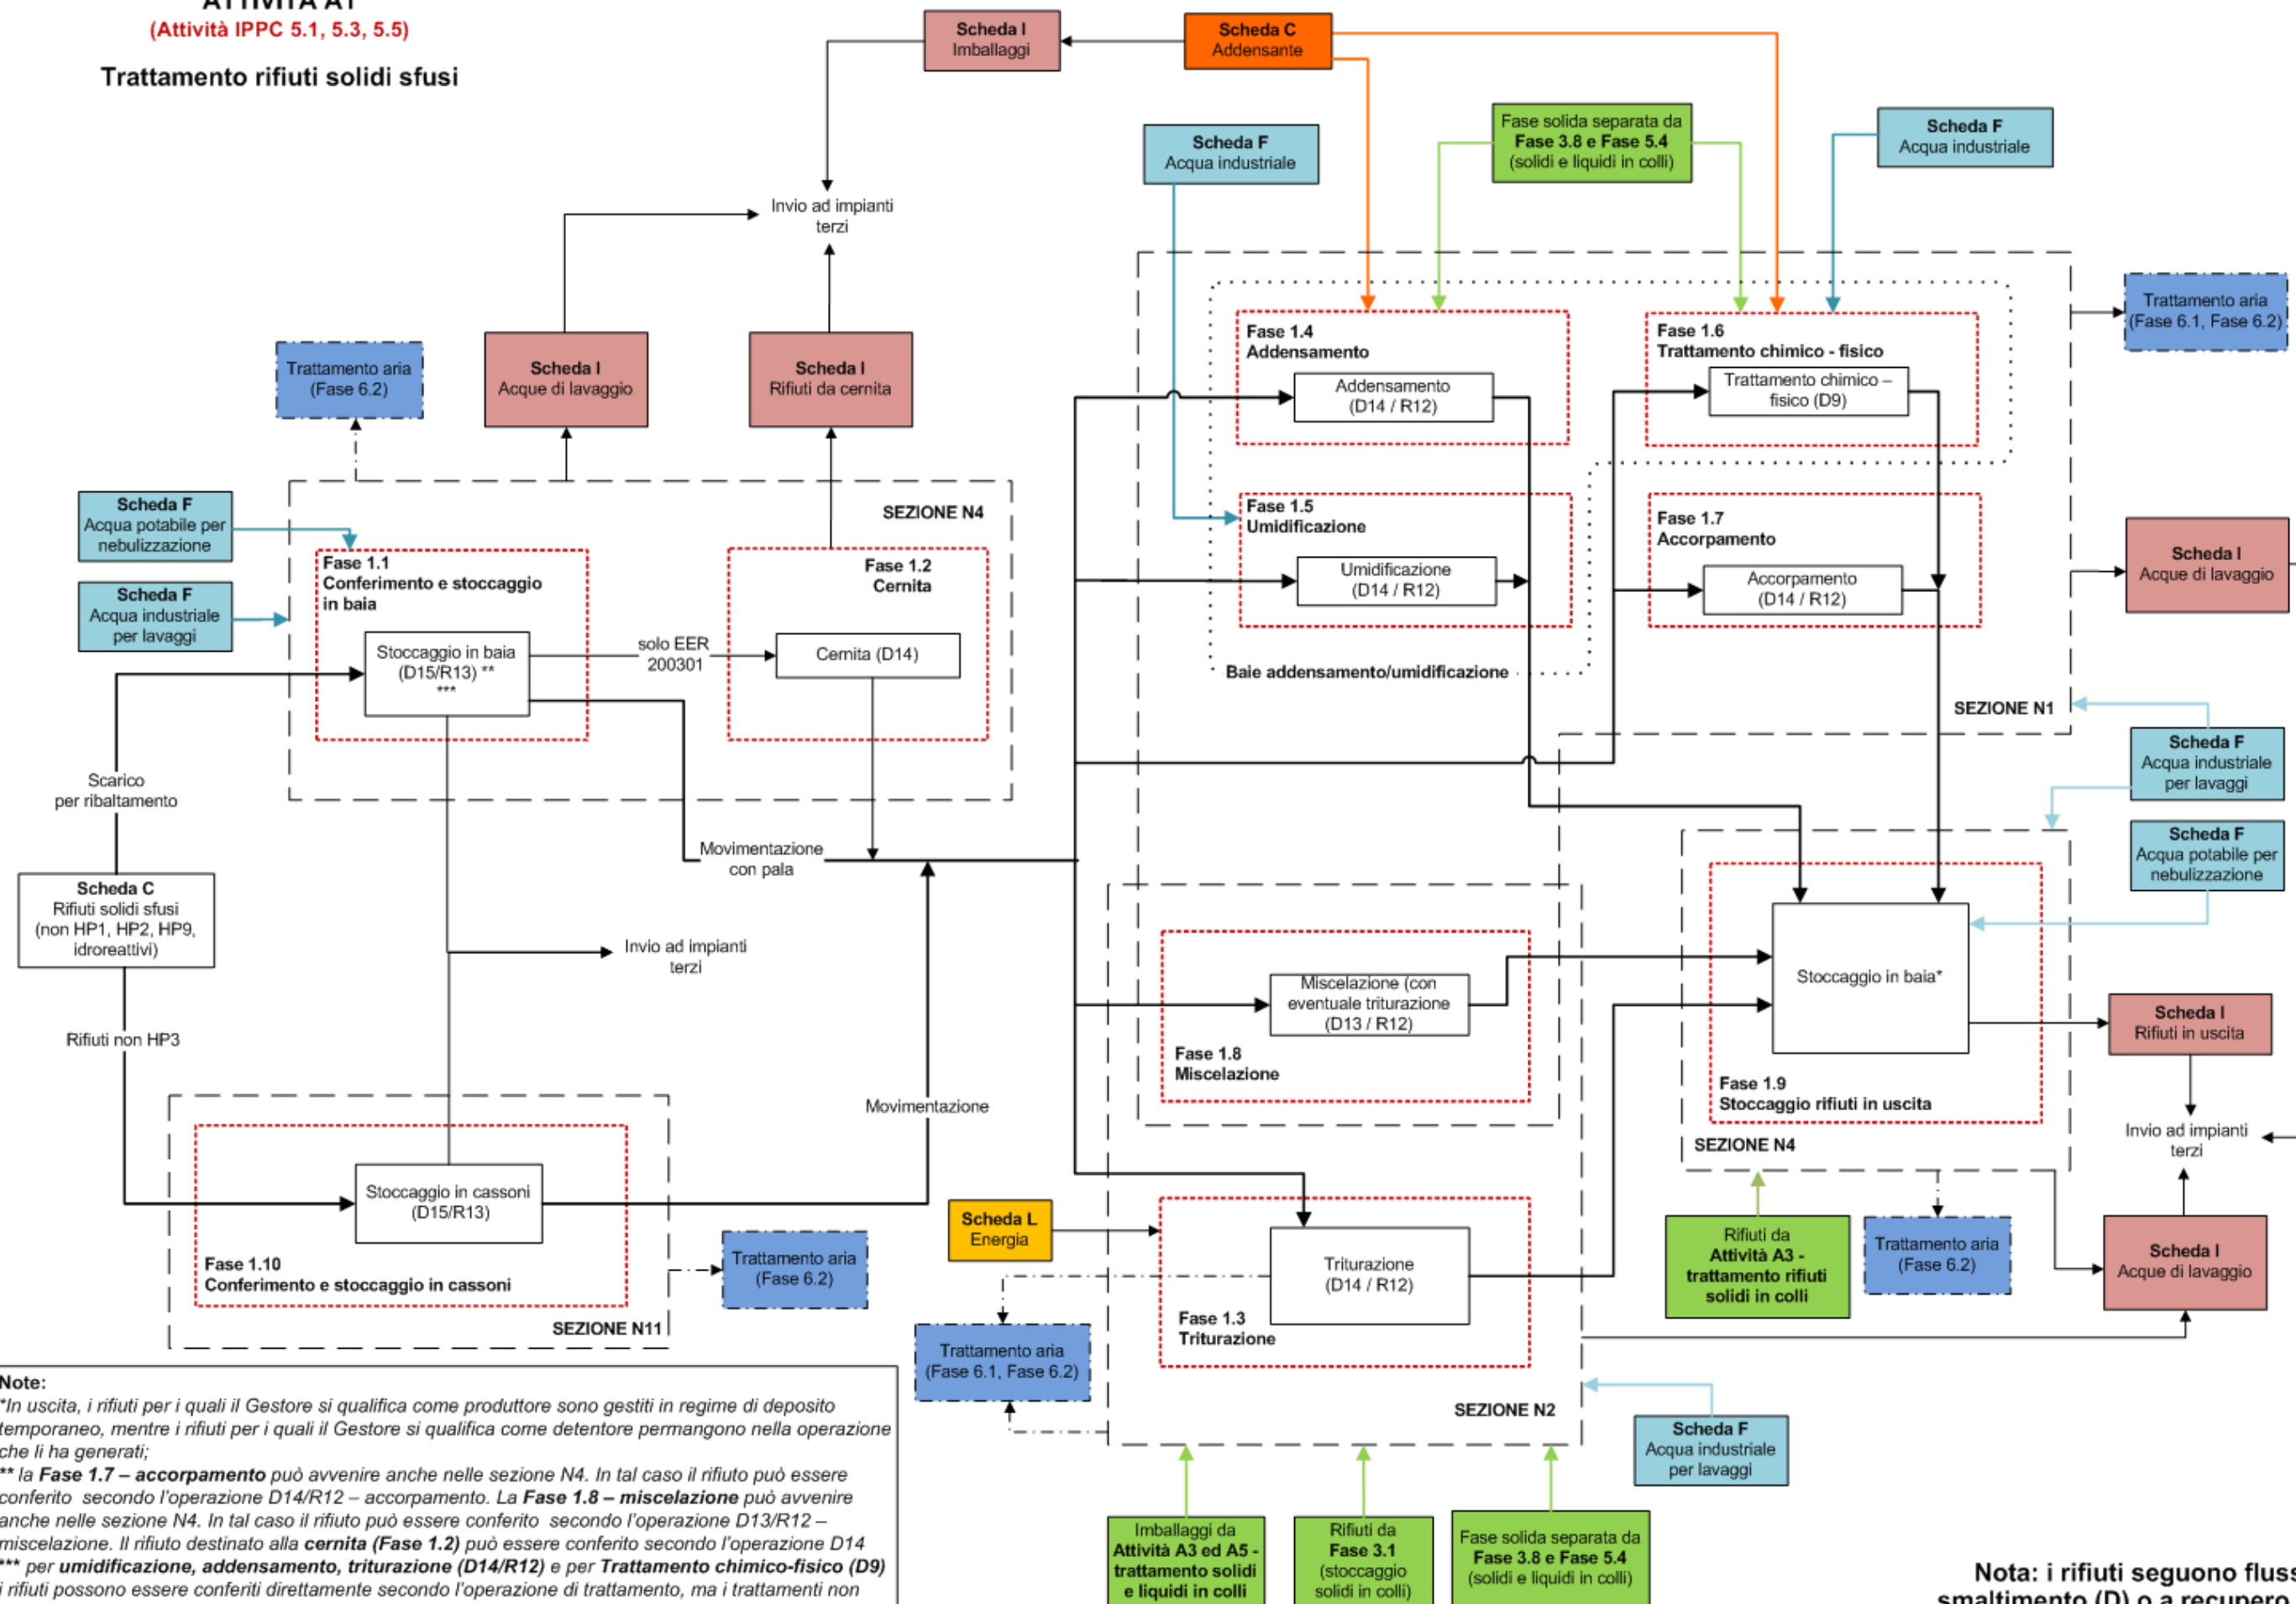 ATTIVITÀ A1
(Attività IPPC 5.1, 5.3, 5.5)
Trattamento rifiuti solidi sfusi
Scheda I
Imballaggi
Scheda C
Addensante
Scheda F
Acqua industriale
Fase solida separata da
Fase 3.8 e Fase 5.4
(solidi e liquidi in colli)
Scheda F
Acqua industriale
Invio ad impianti
terzi
Trattamento aria
(Fase 6.2)
Scheda I
Acque di lavaggio
Scheda I
Rifiuti da cernita
Fase 1.4
Addensamento
Addensamento
(D14 / R12)
Fase 1.6
Trattamento chimico - fisico
Trattamento chimico –
fisico (D9)
Trattamento aria
(Fase 6.1, Fase 6.2)
Scheda F
Acqua potabile per
nebulizzazione
Scheda F
Acqua industriale
per lavaggi
SEZIONE N4
Fase 1.1
Conferimento e stoccaggio
in baia
Stoccaggio in baia
(D15/R13) **
***
solo EER
200301
Fase 1.2
Cernita
Cernita (D14)
Fase 1.5
Umidificazione
Umidificazione
(D14 / R12)
Fase 1.7
Accorpamento
Accorpamento
(D14 / R12)
Scheda I
Acque di lavaggio
Baie addensamento/umidificazione
SEZIONE N1
Scheda F
Acqua industriale
per lavaggi
Scheda F
Acqua potabile per
nebulizzazione
Scarico
per ribaltamento
Movimentazione
con pala
Scheda C
Rifiuti solidi sfusi
(non HP1, HP2, HP9,
idroreattivi)
Invio ad impianti
terzi
Rifiuti non HP3
Movimentazione
Miscelazione (con
eventuale triturazione
(D13 / R12)
Fase 1.8
Miscelazione
Stoccaggio in baia*
Fase 1.9
Stoccaggio rifiuti in uscita
SEZIONE N4
Scheda I
Rifiuti in uscita
Invio ad impianti
terzi
Stoccaggio in cassoni
(D15/R13)
Fase 1.10
Conferimento e stoccaggio in cassoni
SEZIONE N11
Trattamento aria
(Fase 6.2)
Scheda L
Energia
Triturazione
(D14 / R12)
Fase 1.3
Triturazione
Trattamento aria
(Fase 6.1, Fase 6.2)
SEZIONE N2
Rifiuti da
Attività A3 -
trattamento rifiuti
solidi in colli
Trattamento aria
(Fase 6.2)
Scheda I
Acque di lavaggio
Scheda F
Acqua industriale
per lavaggi
Imballaggi da
Attività A3 ed A5 -
trattamento solidi
e liquidi in colli
Rifiuti da
Fase 3.1
(stoccaggio
solidi in colli)
Fase solida separata da
Fase 3.8 e Fase 5.4
(solidi e liquidi in colli)
Note:
*In uscita, i rifiuti per i quali il Gestore si qualifica come produttore sono gestiti in regime di deposito
temporaneo, mentre i rifiuti per i quali il Gestore si qualifica come detentore permangono nella operazione
che li ha generati;
** la Fase 1.7 – accorpamento può avvenire anche nelle sezione N4. In tal caso il rifiuto può essere
conferito secondo l'operazione D14/R12 – accorpamento. La Fase 1.8 – miscelazione può avvenire
anche nelle sezione N4. In tal caso il rifiuto può essere conferito secondo l'operazione D13/R12 –
miscelazione. Il rifiuto destinato alla cernita (Fase 1.2) può essere conferito secondo l'operazione D14
*** per umidificazione, addensamento, triturazione (D14/R12) e per Trattamento chimico-fisico (D9)
i rifiuti possono essere conferiti direttamente secondo l'operazione di trattamento, ma i trattamenti non
Nota: i rifiuti seguono fluss
smaltimento (D) o a recupero